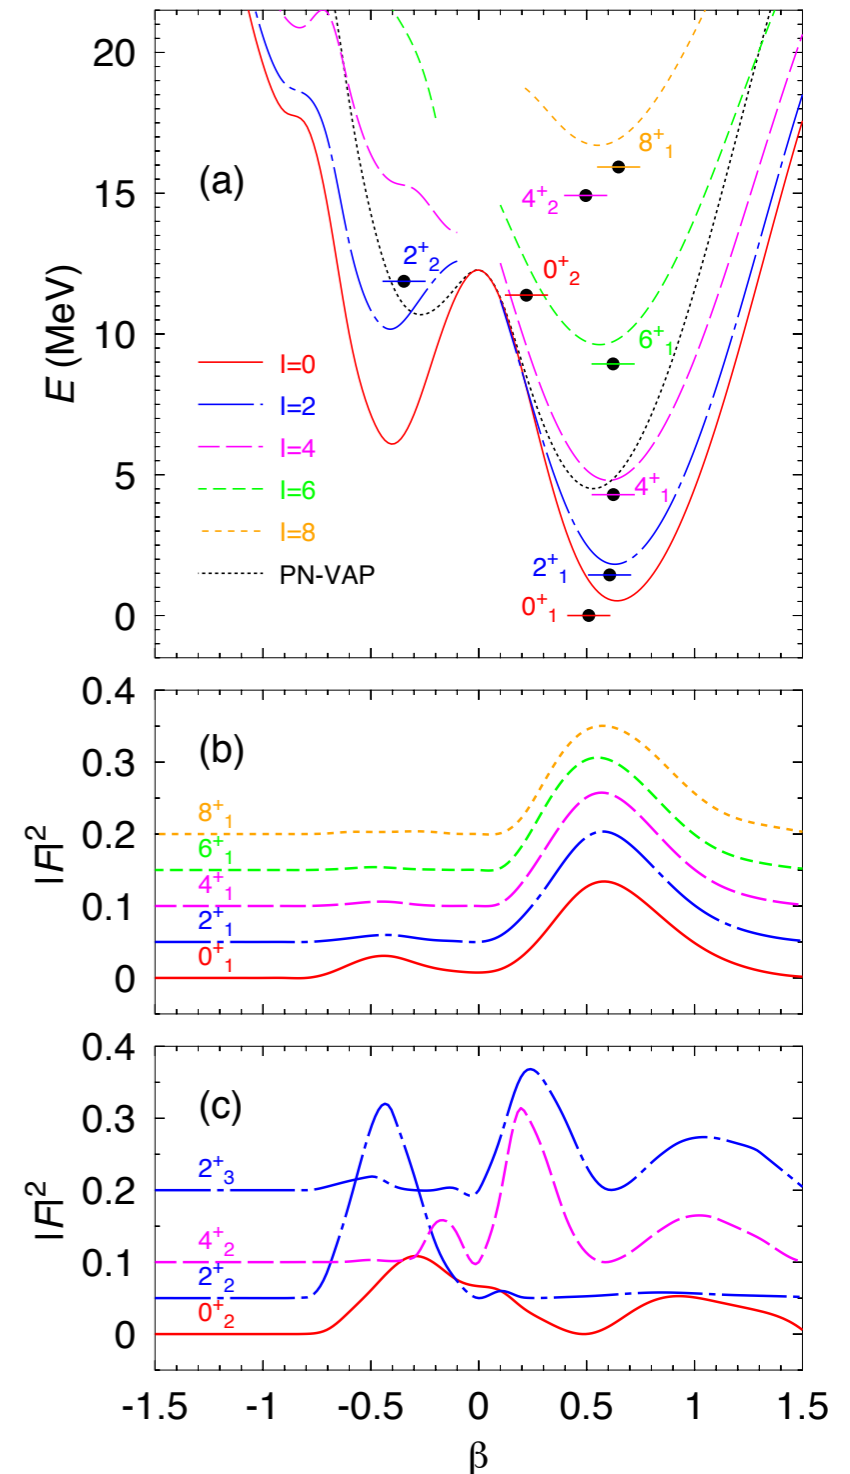 20
15
10
5
0
E (MeV)
(a)
8⁺₁
4⁺₂
2⁺₂
0⁺₂
6⁺₁
4⁺₁
2⁺₁
0⁺₁
I=0
I=2
I=4
I=6
I=8
PN-VAP
0.4
0.3
0.2
0.1
0
|F|²
(b)
8⁺₁
6⁺₁
4⁺₁
2⁺₁
0⁺₁
0.4
0.3
0.2
0.1
0
|F|²
(c)
2⁺₃
4⁺₂
2⁺₂
0⁺₂
-1.5 -1 -0.5 0 0.5 1 1.5
β